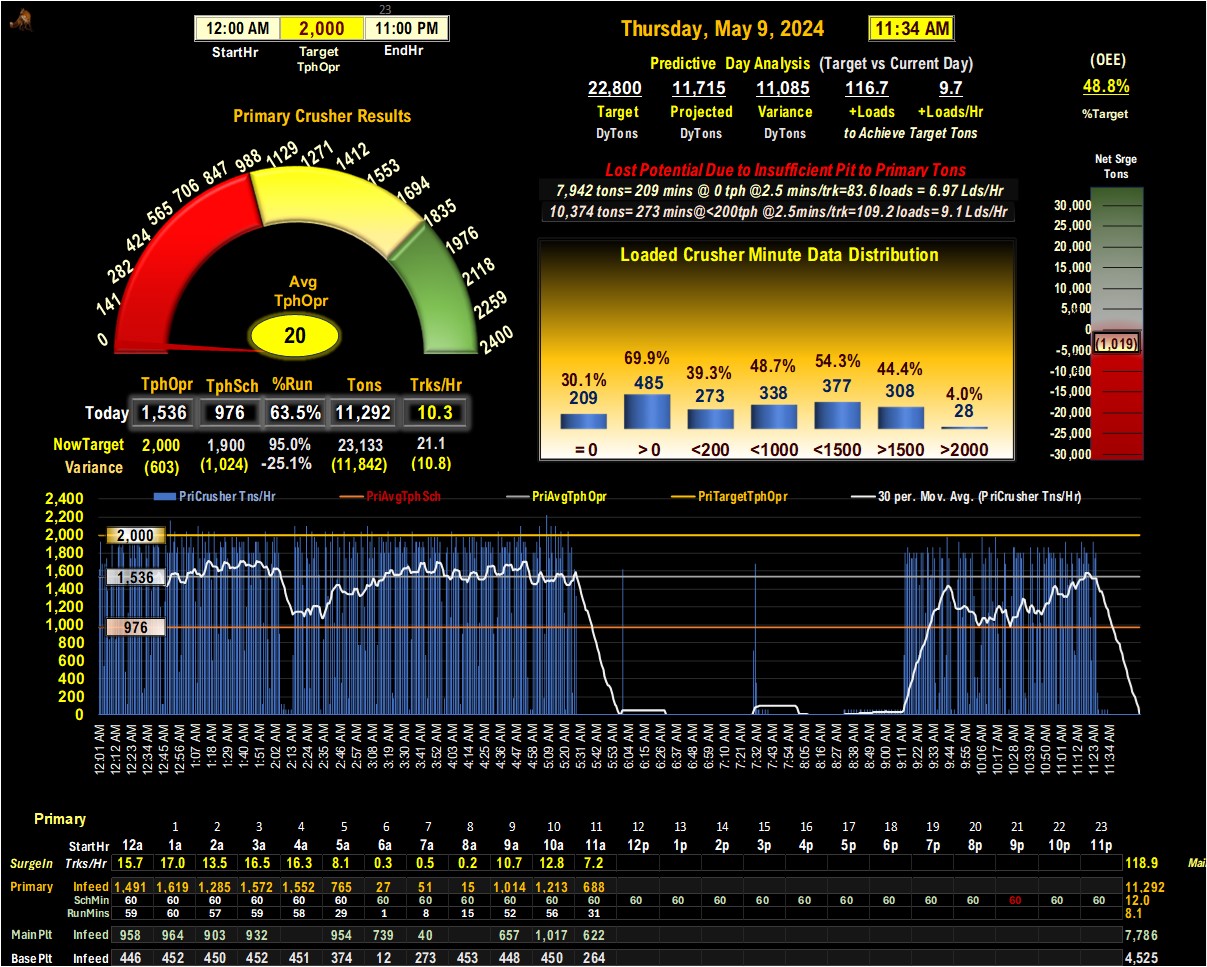 23
12:00 AM 2,000 11:00 PM
StartHr Target EndHr
TphOpr
Thursday, May 9, 2024 11:34 AM
Predictive Day Analysis (Target vs Current Day)
22,800 11,715 11,085 116.7 9.7
Target Projected Variance +Loads +Loads/Hr
DyTons DyTons DyTons to Achieve Target Tons
(OEE)
48.8%
%Target
Primary Crusher Results
0 141 282 424 565 706 847 988 1129 1271 1412 1553 1694 1835 1976 2118 2259 2400
Avg
TphOpr
20
TphOpr TphSch %Run Tons Trks/Hr
Today 1,536 976 63.5% 11,292 10.3
NowTarget 2,000 1,900 95.0% 23,133 21.1
Variance (603) (1,024) -25.1% (11,842) (10.8)
Lost Potential Due to Insufficient Pit to Primary Tons
7,942 tons= 209 mins @ 0 tph @2.5 mins/trk=83.6 loads = 6.97 Lds/Hr
10,374 tons= 273 mins@<200tph @2.5mins/trk=109.2 loads= 9.1 Lds/Hr
Loaded Crusher Minute Data Distribution
30.1% 69.9% 39.3% 48.7% 54.3% 44.4% 4.0%
209 485 273 338 377 308 28
= 0 > 0 <200 <1000 <1500 >1500 >2000
Net Srge
Tons
30,000
25,000
20,000
15,000
10,000
5,000
0
(1,019)
-5,000
-10,000
-15,000
-20,000
-25,000
-30,000
PriCrusher Tns/Hr PriAvgTphSch PriAvgTphOpr PriTargetTphOpr 30 per. Mov. Avg. (PriCrusher Tns/Hr)
2,400
2,200
2,000 2,000
1,800
1,600 1,536
1,400
1,200
1,000 976
800
600
400
200
0
12:01 AM 12:12 AM 12:23 AM 12:34 AM 12:45 AM 12:56 AM 1:07 AM 1:18 AM 1:29 AM 1:40 AM 1:51 AM 2:02 AM 2:13 AM 2:24 AM 2:35 AM 2:46 AM 2:57 AM 3:08 AM 3:19 AM 3:30 AM 3:41 AM 3:52 AM 4:03 AM 4:14 AM 4:25 AM 4:36 AM 4:47 AM 4:58 AM 5:09 AM 5:20 AM 5:31 AM 5:42 AM 5:53 AM 6:04 AM 6:15 AM 6:26 AM 6:37 AM 6:48 AM 6:59 AM 7:10 AM 7:21 AM 7:32 AM 7:43 AM 7:54 AM 8:05 AM 8:16 AM 8:27 AM 8:38 AM 8:49 AM 9:00 AM 9:11 AM 9:22 AM 9:33 AM 9:44 AM 9:55 AM 10:06 AM 10:17 AM 10:28 AM 10:39 AM 10:50 AM 11:01 AM 11:12 AM 11:23 AM 11:34 AM
Primary
1 2 3 4 5 6 7 8 9 10 11 12 13 14 15 16 17 18 19 20 21 22 23
StartHr 12a 1a 2a 3a 4a 5a 6a 7a 8a 9a 10a 11a 12p 1p 2p 3p 4p 5p 6p 7p 8p 9p 10p 11p
SurgeIn Trks/Hr 15.7 17.0 13.5 16.5 16.3 8.1 0.3 0.5 0.2 10.7 12.8 7.2 118.9 Mai
Primary Infeed 1,491 1,619 1,285 1,572 1,552 765 27 51 15 1,014 1,213 688 11,292
SchMin 60 60 60 60 60 60 60 60 60 60 60 60 60 60 60 60 60 60 60 60 60 60 60 60 12.0
RunMins 59 60 57 59 58 29 1 8 15 52 56 31 8.1
MainPlt Infeed 958 964 903 932 954 739 40 657 1,017 622 7,786
BasePlt Infeed 446 452 450 452 451 374 12 273 453 448 450 264 4,525